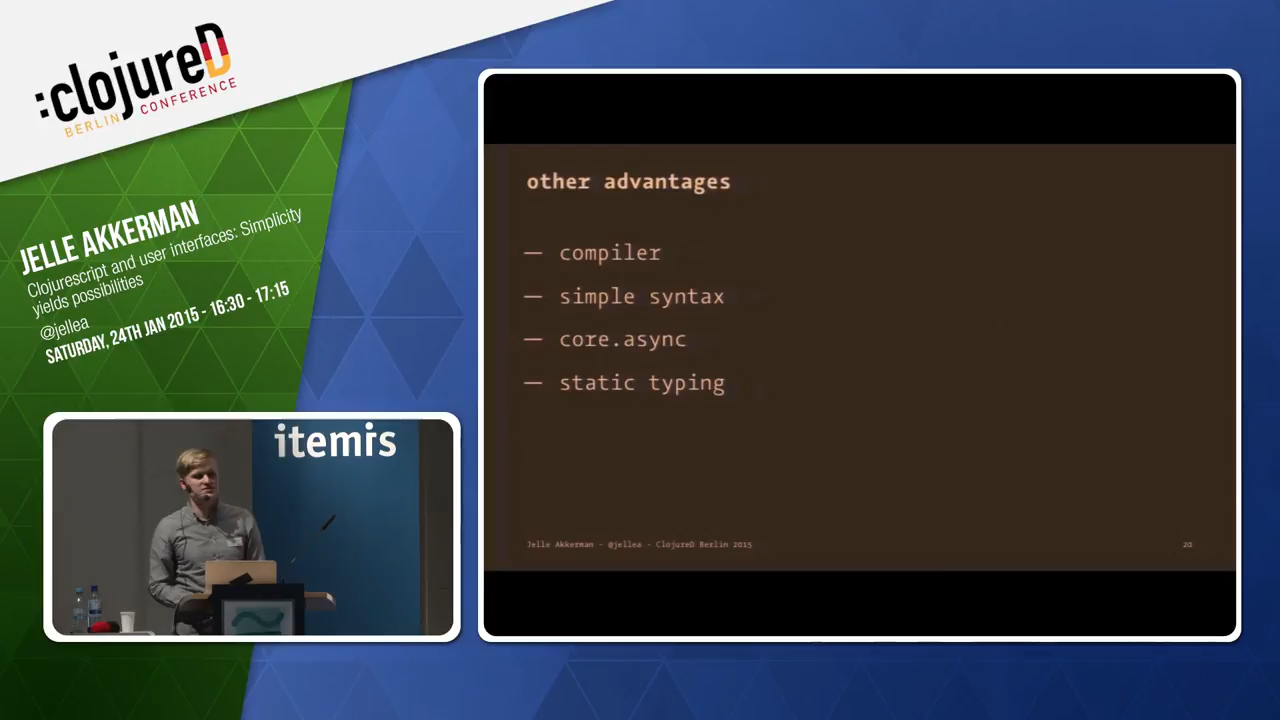 :clojureD
BERLIN CONFERENCE
JELLE AKKERMAN
Clojurescript and user interfaces: Simplicity
yields possibilities
@jellea
SATURDAY, 24TH JAN 2015 - 16:30 - 17:15
itemis
other advantages
— compiler
— simple syntax
— core.async
— static typing
Jelle Akkerman - @jellea - ClojureD Berlin 2015
20